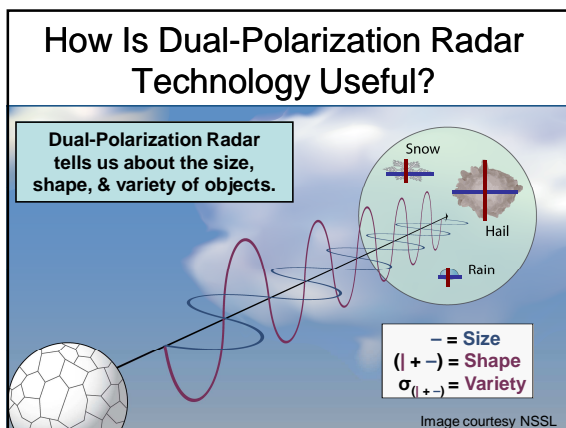 How Is Dual-Polarization Radar
Technology Useful?
Dual-Polarization Radar
tells us about the size,
shape, & variety of objects.
Snow
Hail
Rain
– = Size
(| + –) = Shape
σ(| + –) = Variety
Image courtesy NSSL